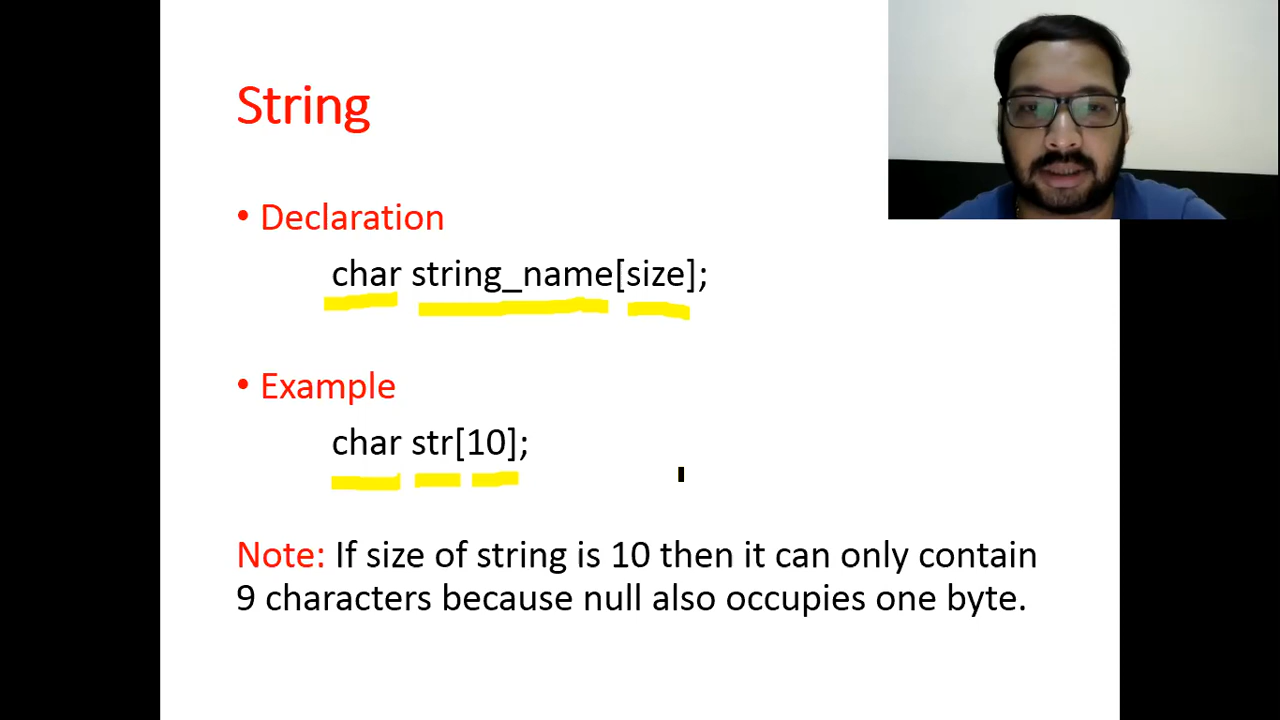 String
• Declaration
char string_name[size];
• Example
char str[10];
Note: If size of string is 10 then it can only contain
9 characters because null also occupies one byte.